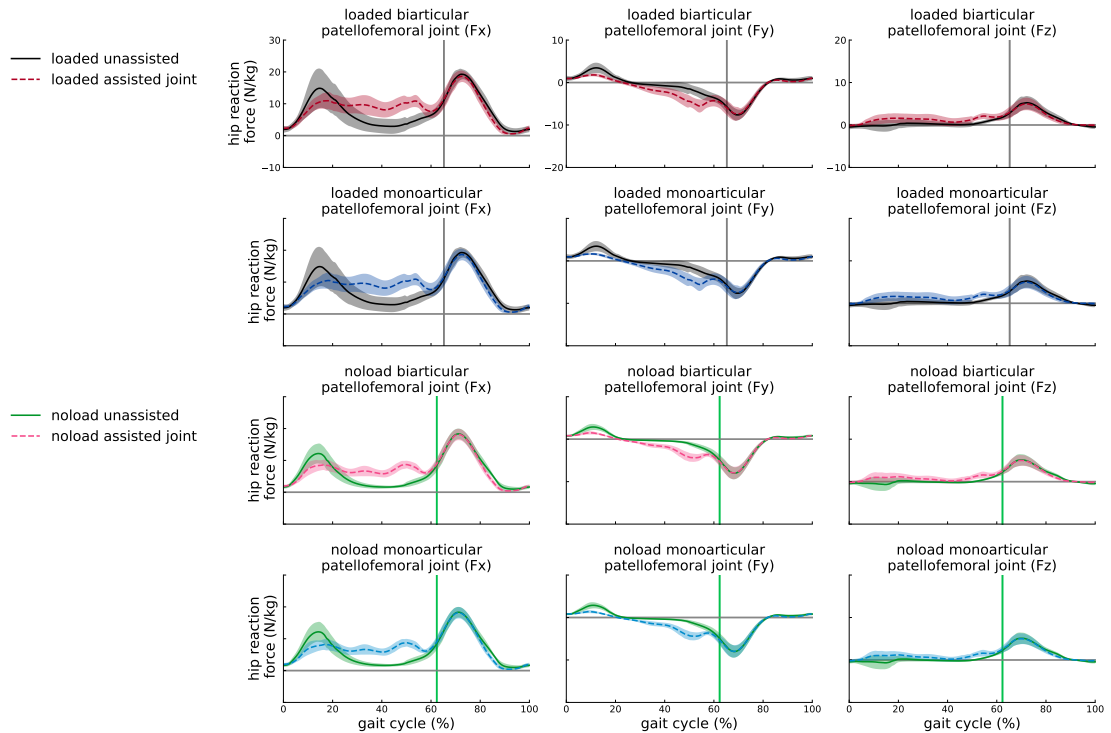 loaded unassisted
loaded assisted joint
loaded biarticular
patellofemoral joint (Fx)
30
20
10
0
−10
hip reaction
force (N/kg)
loaded biarticular
patellofemoral joint (Fy)
10
0
−10
−20
loaded biarticular
patellofemoral joint (Fz)
20
10
0
−10
loaded monoarticular
patellofemoral joint (Fx)
hip reaction
force (N/kg)
loaded monoarticular
patellofemoral joint (Fy)
loaded monoarticular
patellofemoral joint (Fz)
noload unassisted
noload assisted joint
noload biarticular
patellofemoral joint (Fx)
hip reaction
force (N/kg)
noload biarticular
patellofemoral joint (Fy)
noload biarticular
patellofemoral joint (Fz)
noload monoarticular
patellofemoral joint (Fx)
hip reaction
force (N/kg)
0 20 40 60 80 100
gait cycle (%)
noload monoarticular
patellofemoral joint (Fy)
0 20 40 60 80 100
gait cycle (%)
noload monoarticular
patellofemoral joint (Fz)
0 20 40 60 80 100
gait cycle (%)